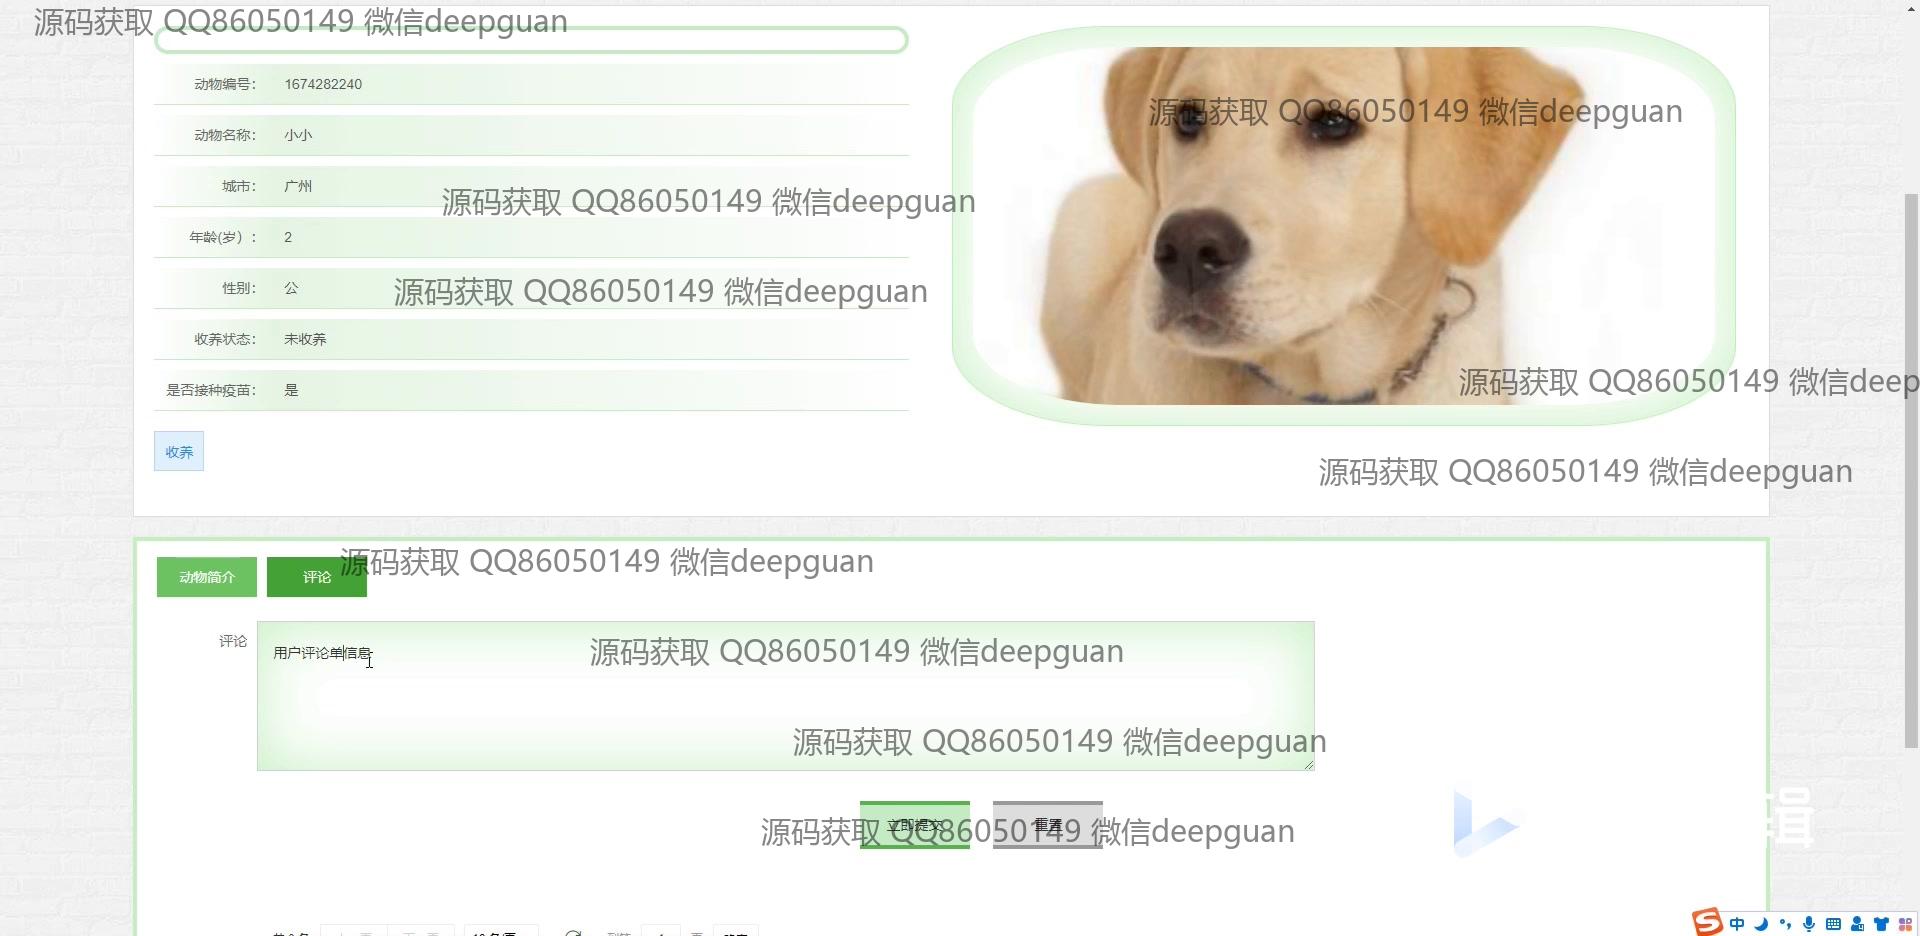 源码获取 QQ86050149 微信deepguan
动物编号： 1674282240
源码获取 QQ86050149 微信deepguan
动物名称： 小小
城市： 广州
源码获取 QQ86050149 微信deepguan
年龄(岁)： 2
性别： 公
源码获取 QQ86050149 微信deepguan
收养状态： 未收养
是否接种疫苗： 是
源码获取 QQ86050149 微信deep
收养
源码获取 QQ86050149 微信deepguan
源码获取 QQ86050149 微信deepguan
动物简介 评论
评论
用户评论单信息
源码获取 QQ86050149 微信deepguan
源码获取 QQ86050149 微信deepguan
立即提交 重置
源码获取 QQ86050149 微信deepguan
辑
中